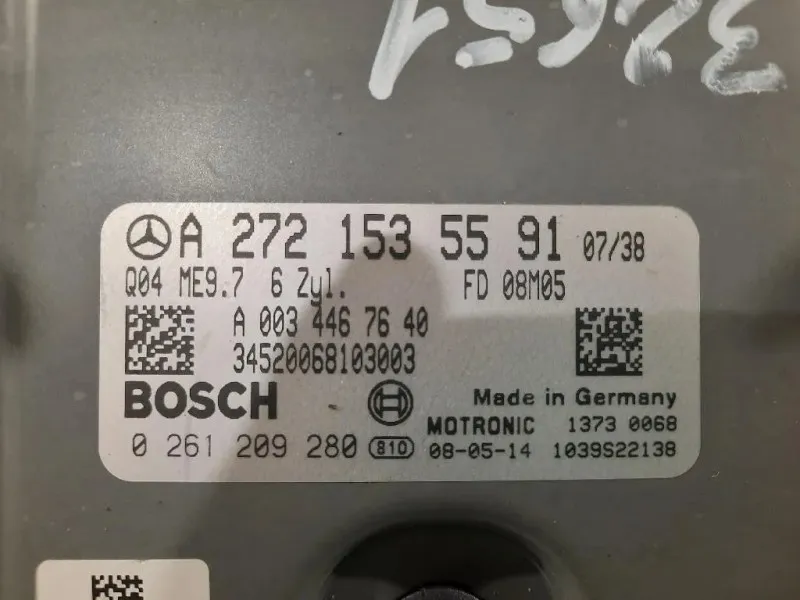 32651
A 272 153 55 91 07/38
Q04 ME9.7 6 Zyl. FD 08M05
A 003 446 76 40
34520068103003
BOSCH
Made in Germany
MOTRONIC 1373 0068
0 261 209 280 810 08-05-14 1039S22138